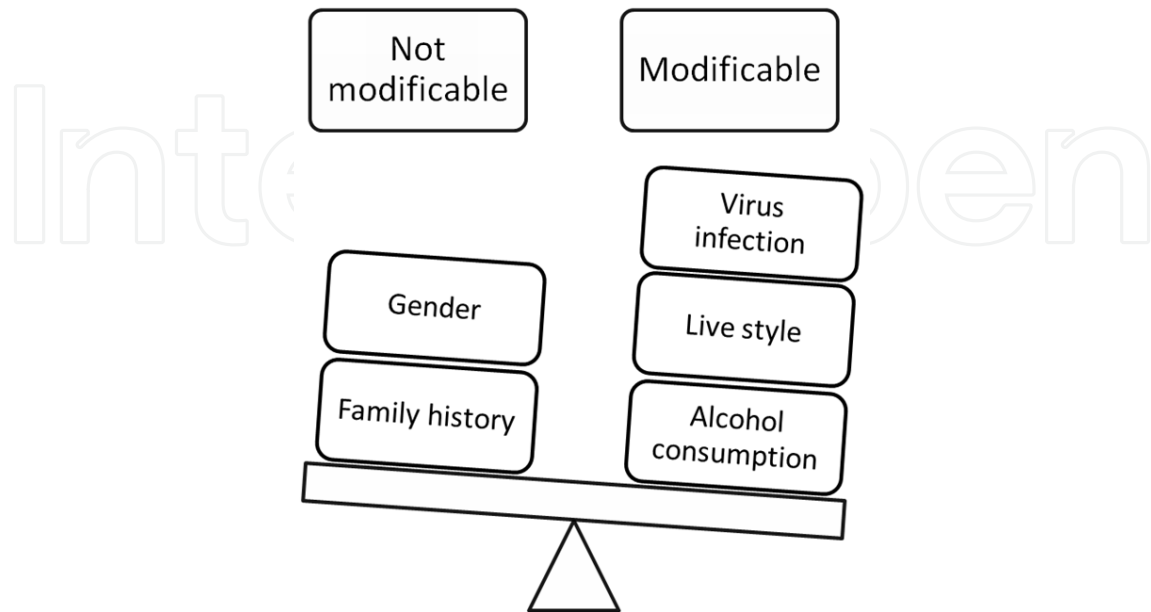 Not
modificable
Modificable
Virus
infection
Gender
Live style
Family history
Alcohol
consumption